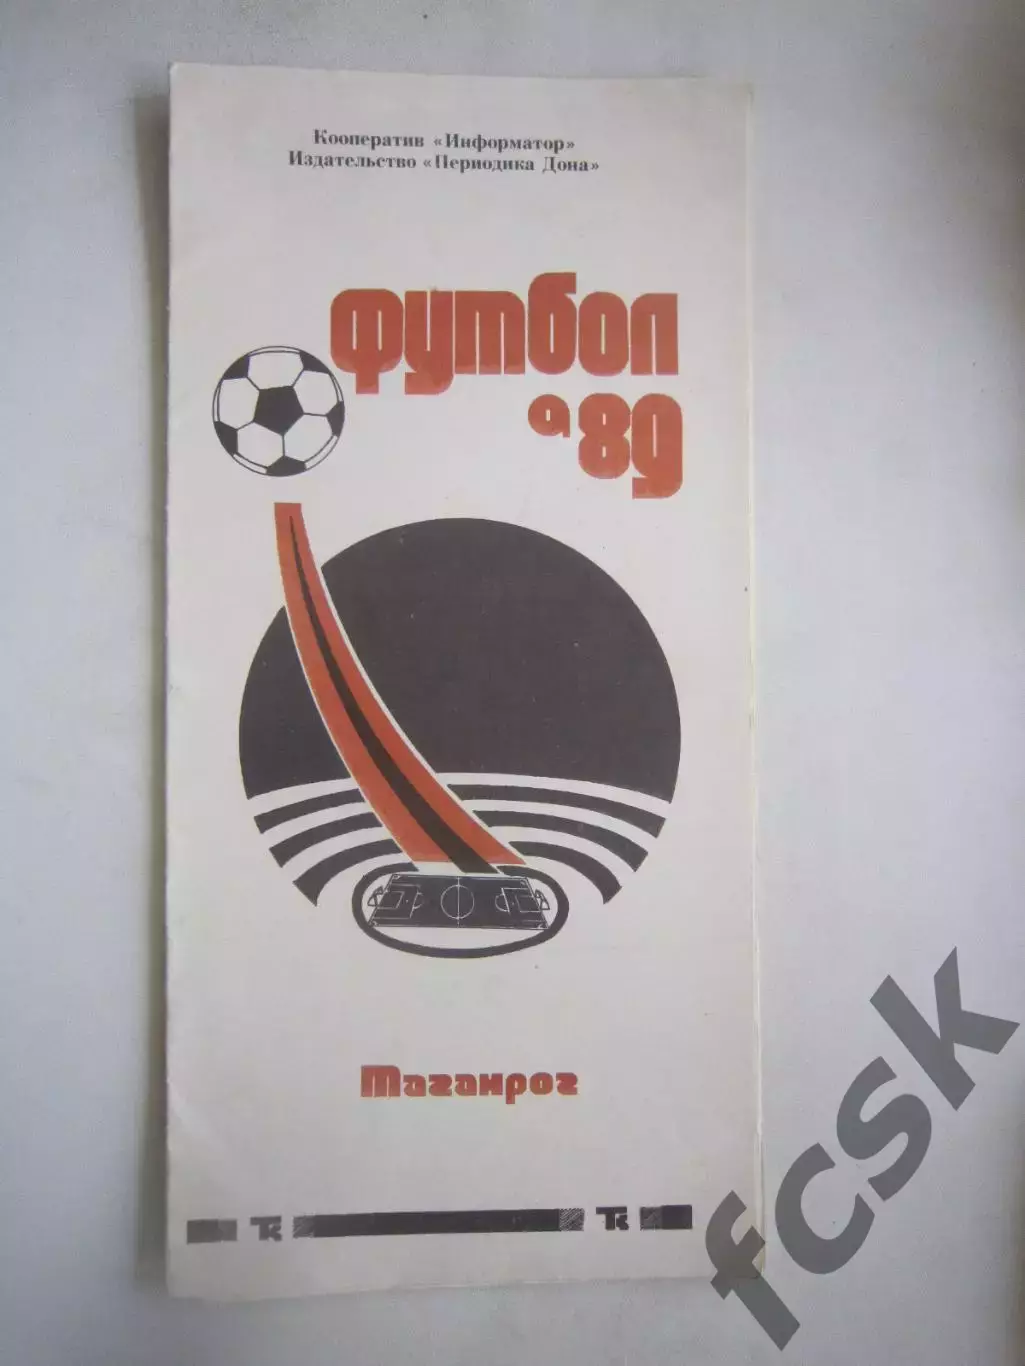 Кооператив «Информатор»
Издательство «Периодика Дона»
Футбол
89
Таганрог
Тк Тк
fcsk